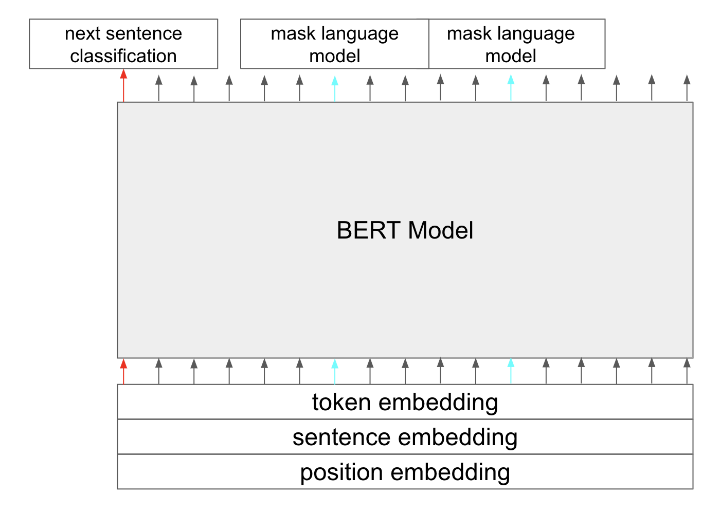 next sentence
classification
mask language
model
mask language
model
BERT Model
token embedding
sentence embedding
position embedding